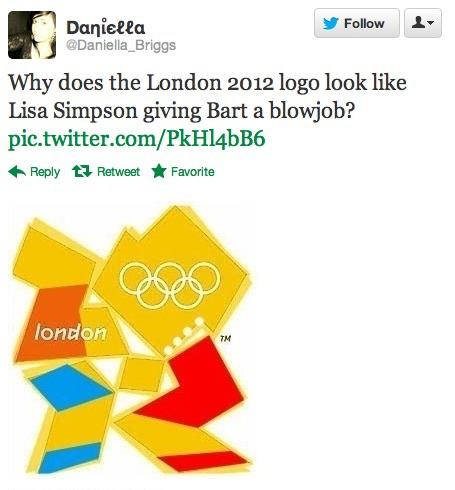 Daηiєℓℓa
@Daniella_Briggs
Follow
Why does the London 2012 logo look like
Lisa Simpson giving Bart a blowjob?
pic.twitter.com/PkHl4bB6
Reply Retweet Favorite
london
TM